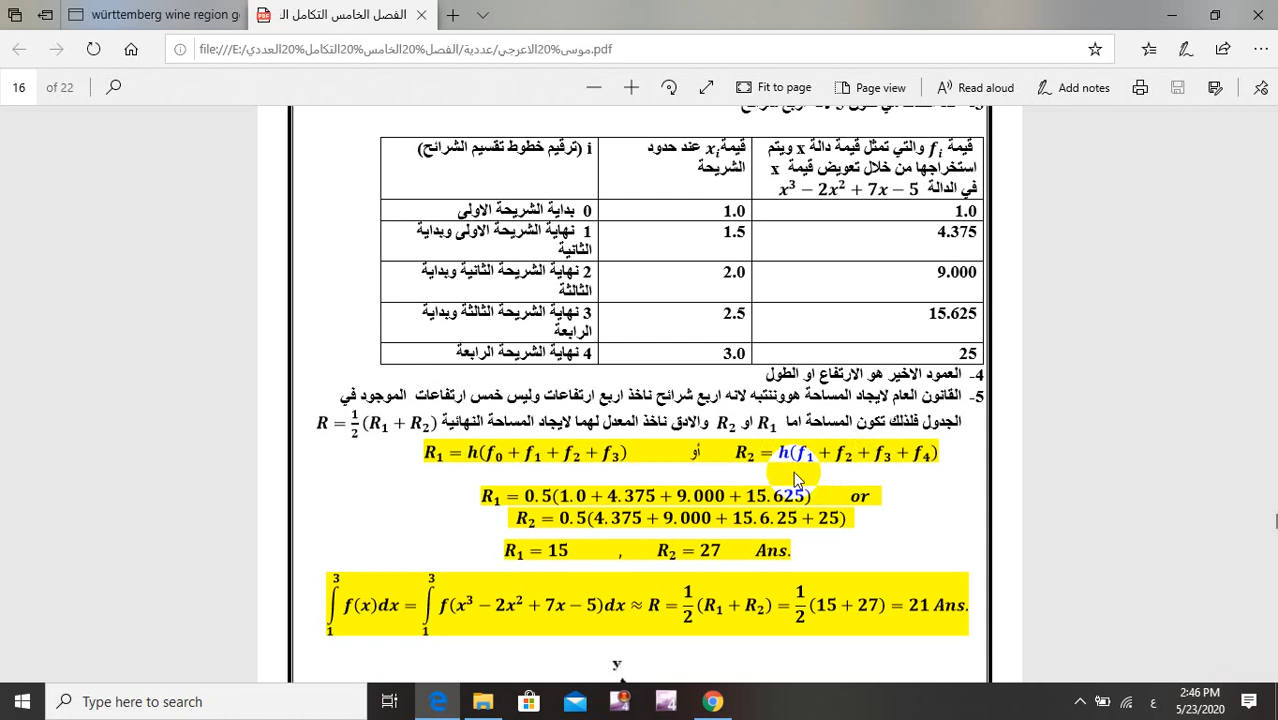 württemberg wine region ge
الفصل الخامس التكامل ال
file:///E:/عددية/الفصل%20الخامس%20التكامل%20العددي/موسى%20الاعرجي.pdf
16 of 22
Fit to page
Page view
Read aloud
Add notes
i (ترقيم خطوط تقسيم الشرائح)
قيمة xᵢ عند حدود الشريحة
قيمة fᵢ والتي تمثل قيمة دالة x ويتم
استخراجها من خلال تعويض قيمة x
في الدالة x³ − 2x² + 7x − 5
0 بداية الشريحة الاولى 1.0 1.0
1 نهاية الشريحة الاولى وبداية 1.5 4.375
الثانية
2 نهاية الشريحة الثانية وبداية 2.0 9.000
الثالثة
3 نهاية الشريحة الثالثة وبداية 2.5 15.625
الرابعة
4 نهاية الشريحة الرابعة 3.0 25
4- العمود الاخير هو الارتفاع او الطول
5- القانون العام لايجاد المساحة هووننتبه لانه اربع شرائح ناخذ اربع ارتفاعات وليس خمس ارتفاعات الموجود في
الجدول فلذلك تكون المساحة اما R₁ او R₂ والادق ناخذ المعدل لهما لايجاد المساحة النهائية R = ½ (R₁ + R₂)
R₁ = h(f₀ + f₁ + f₂ + f₃) أو R₂ = h(f₁ + f₂ + f₃ + f₄)
R₁ = 0.5(1.0 + 4.375 + 9.000 + 15.625) or
R₂ = 0.5(4.375 + 9.000 + 15.6.25 + 25)
R₁ = 15 , R₂ = 27 Ans.
∫₁³ f(x)dx = ∫₁³ f(x³ − 2x² + 7x − 5)dx ≈ R = ½ (R₁ + R₂) = ½ (15 + 27) = 21 Ans.
y
Type here to search
ع
2:46 PM
5/23/2020